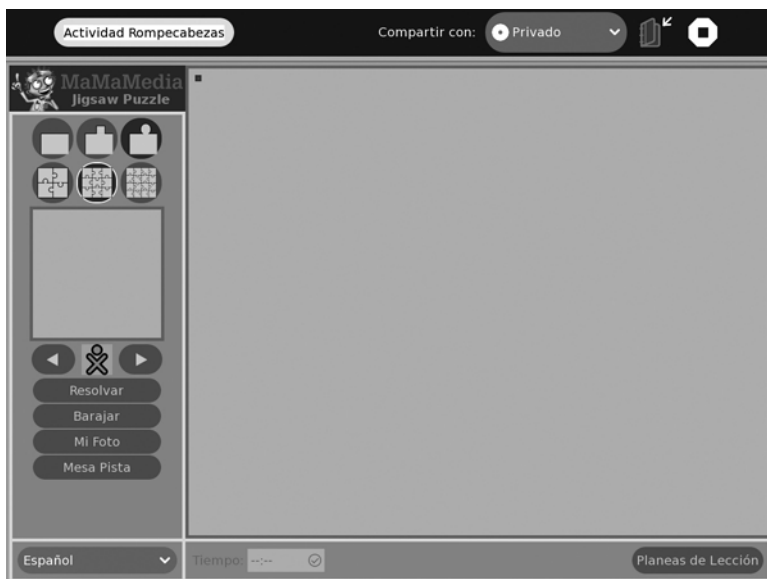 Actividad Rompecabezas
Compartir con:
Privado
MaMaMedia
Jigsaw Puzzle
Resolvar
Barajar
Mi Foto
Mesa Pista
Español
Tiempo: --:--
Planeas de Lección